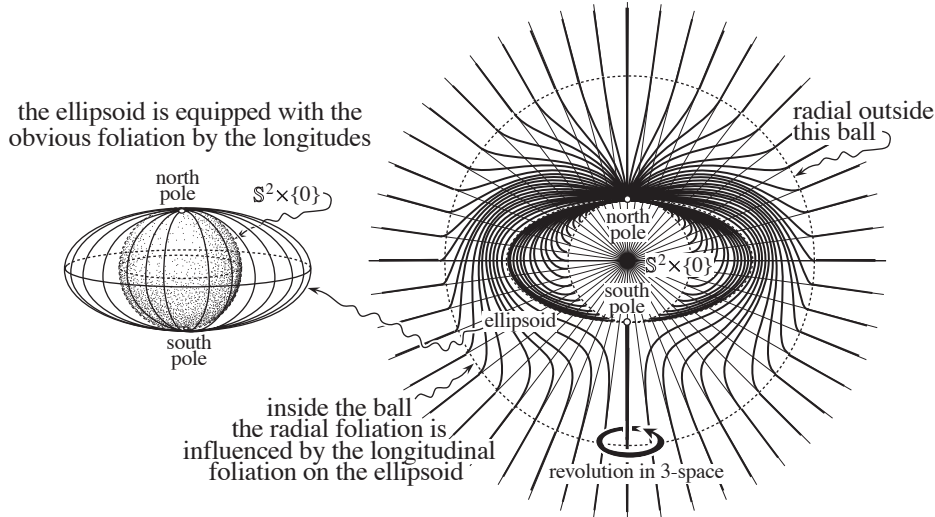 the ellipsoid is equipped with the
obvious foliation by the longitudes
north
pole
𝕊²×{0}
south
pole
radial outside
this ball
north
pole
𝕊²×{0}
south
pole
ellipsoid
inside the ball
the radial foliation is
influenced by the longitudinal
foliation on the ellipsoid
revolution in 3-space